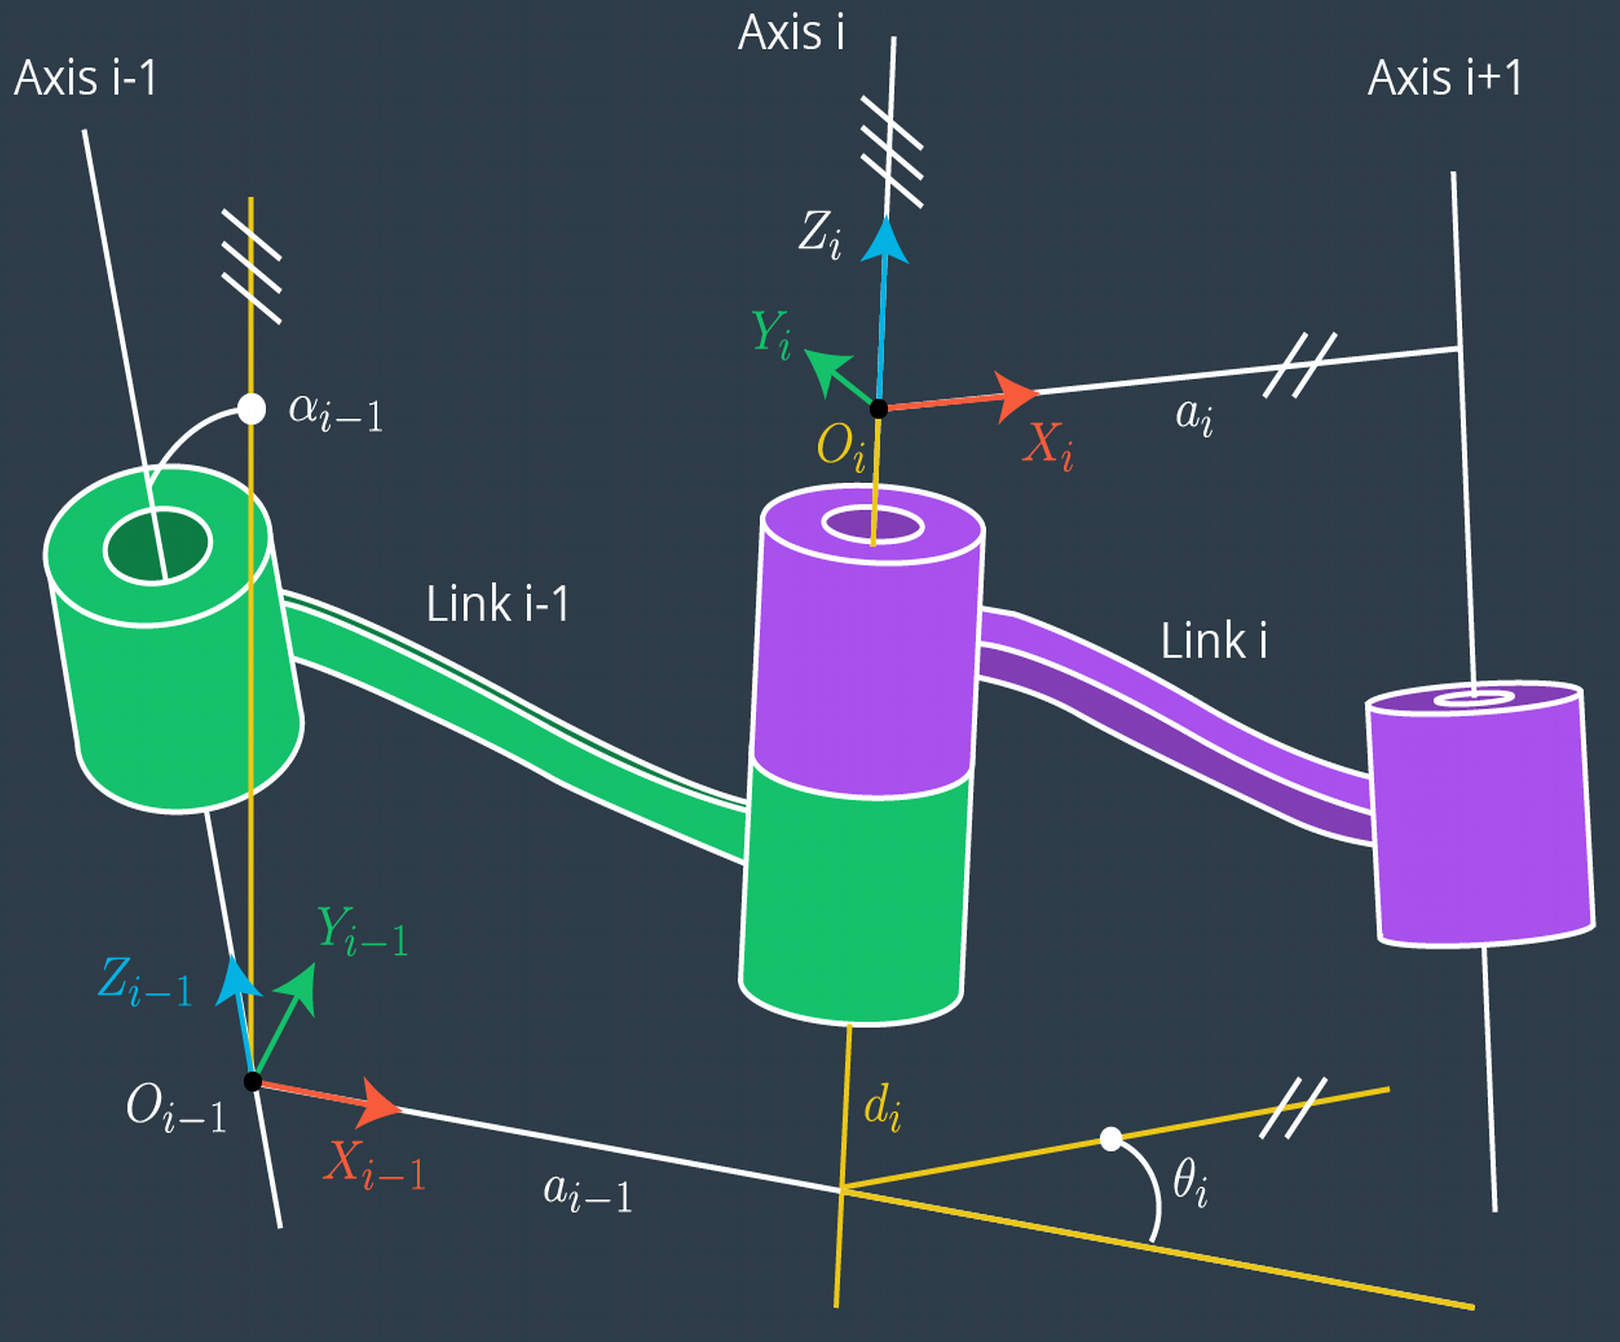 Axis i
Axis i-1
Axis i+1
Z_i
Y_i
α_{i−1}
a_i
O_i
X_i
Link i-1
Link i
Y_{i−1}
Z_{i−1}
O_{i−1}
d_i
X_{i−1}
a_{i−1}
θ_i